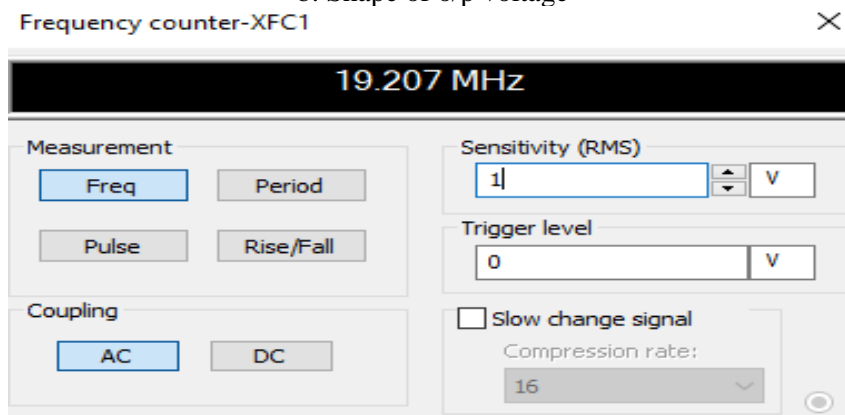 Frequency counter-XFC1
19.207 MHz
Measurement
Freq Period
Pulse Rise/Fall
Coupling
AC DC
Sensitivity (RMS)
1 V
Trigger level
0 V
Slow change signal
Compression rate:
16